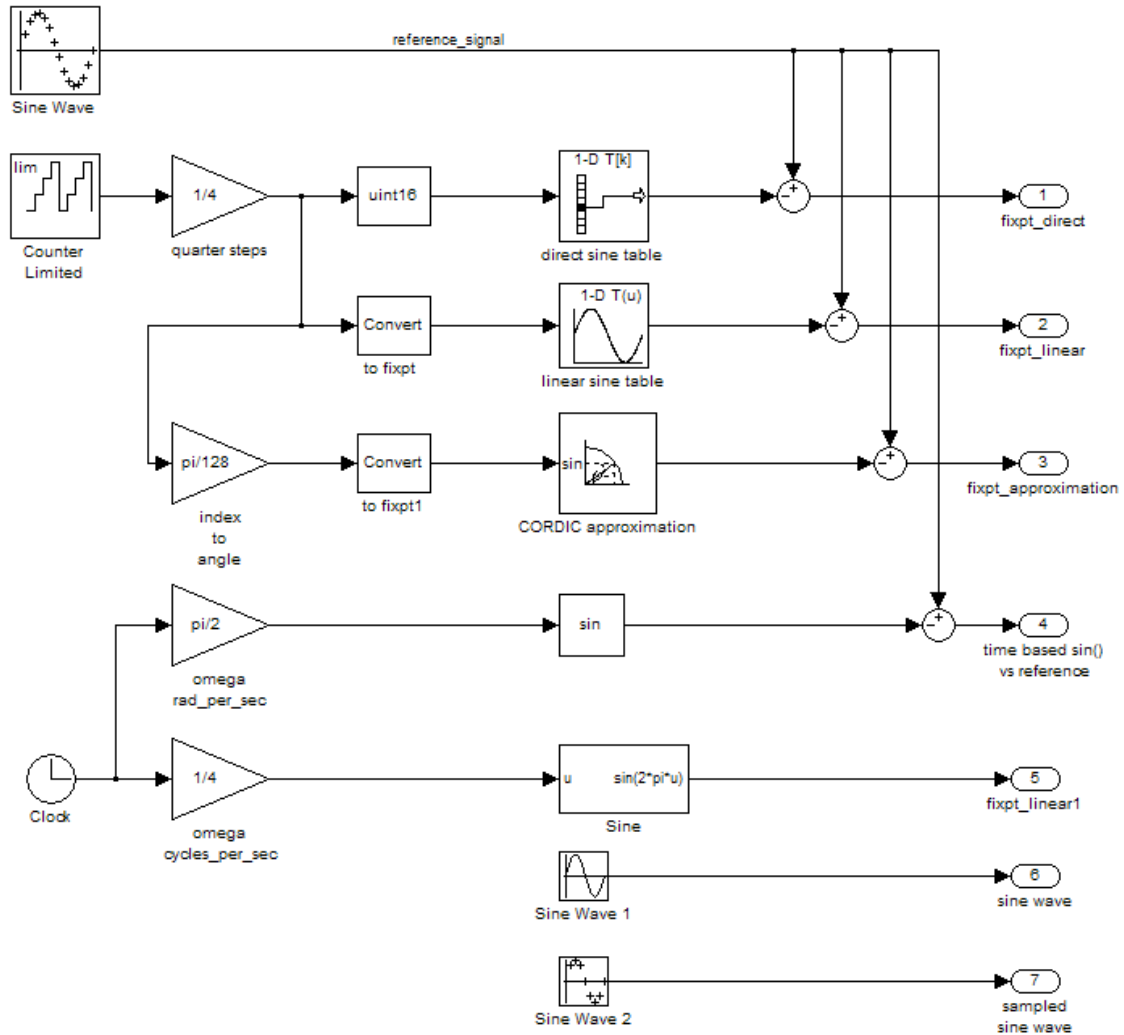 reference_signal
Sine Wave
lim
Counter
Limited
1/4
quarter steps
uint16
1-D T[k]
direct sine table
- +
1
fixpt_direct
Convert
to fixpt
1-D T(u)
linear sine table
- +
2
fixpt_linear
pi/128
index
to
angle
Convert
to fixpt1
sin
CORDIC approximation
- +
3
fixpt_approximation
pi/2
omega
rad_per_sec
sin
- +
4
time based sin()
vs reference
Clock
1/4
omega
cycles_per_sec
u sin(2*pi*u)
Sine
5
fixpt_linear1
Sine Wave 1
6
sine wave
Sine Wave 2
7
sampled
sine wave